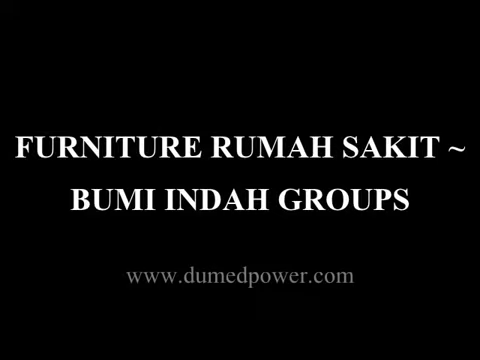 FURNITURE RUMAH SAKIT ~
BUMI INDAH GROUPS
www.dumedpower.com